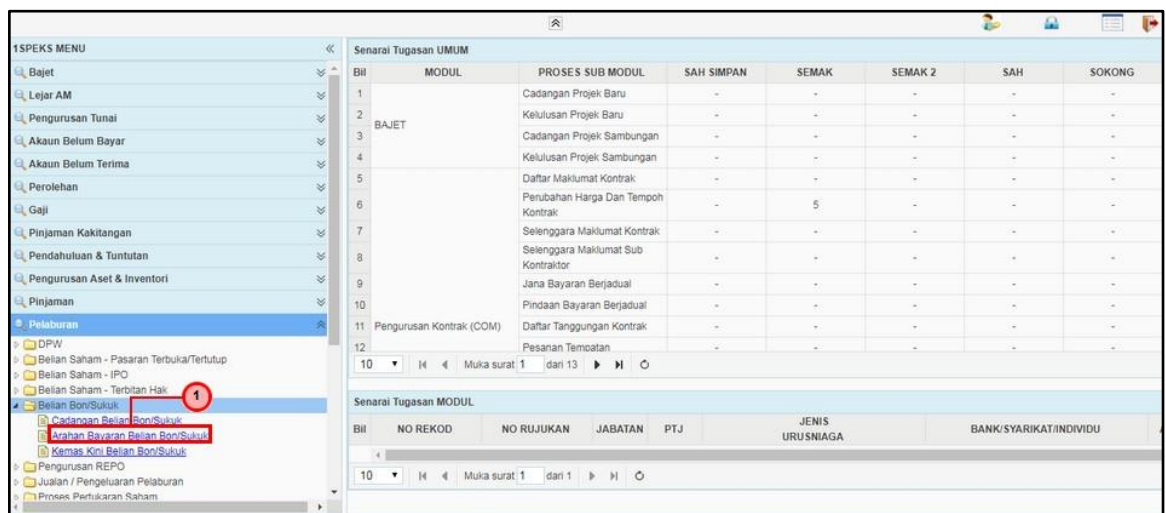 1SPEKS MENU
Bajet
Lejar AM
Pengurusan Tunai
Akaun Belum Bayar
Akaun Belum Terima
Perolehan
Gaji
Pinjaman Kakitangan
Pendahuluan & Tuntutan
Pengurusan Aset & Inventori
Pinjaman
Pelaburan
DPW
Belian Saham - Pasaran Terbuka/Tertutup
Belian Saham - IPO
Belian Saham - Terbitan Hak
1
Belian Bon/Sukuk
Cadangan Belian Bon/Sukuk
Arahan Bayaran Belian Bon/Sukuk
Kemas Kini Belian Bon/Sukuk
Pengurusan REPO
Jualan / Pengeluaran Pelaburan
Proses Pertukaran Saham
Senarai Tugasan UMUM
Bil MODUL PROSES SUB MODUL SAH SIMPAN SEMAK SEMAK 2 SAH SOKONG
1 Cadangan Projek Baru - - - - -
2 Kelulusan Projek Baru - - - - -
BAJET
3 Cadangan Projek Sambungan - - - - -
4 Kelulusan Projek Sambungan - - - - -
5 Daftar Maklumat Kontrak - - - - -
6 Perubahan Harga Dan Tempoh
Kontrak - 5 - - -
7 Selenggara Maklumat Kontrak - - - - -
8 Selenggara Maklumat Sub
Kontraktor - - - - -
9 Jana Bayaran Berjadual - - - - -
10 Pindaan Bayaran Berjadual - - - - -
11 Pengurusan Kontrak (COM) Daftar Tanggungan Kontrak - - - - -
12 Pesanan Tempatan - - - - -
10 Muka surat 1 dari 13
Senarai Tugasan MODUL
Bil NO REKOD NO RUJUKAN JABATAN PTJ JENIS
URUSNIAGA BANK/SYARIKAT/INDIVIDU
10 Muka surat 1 dari 1